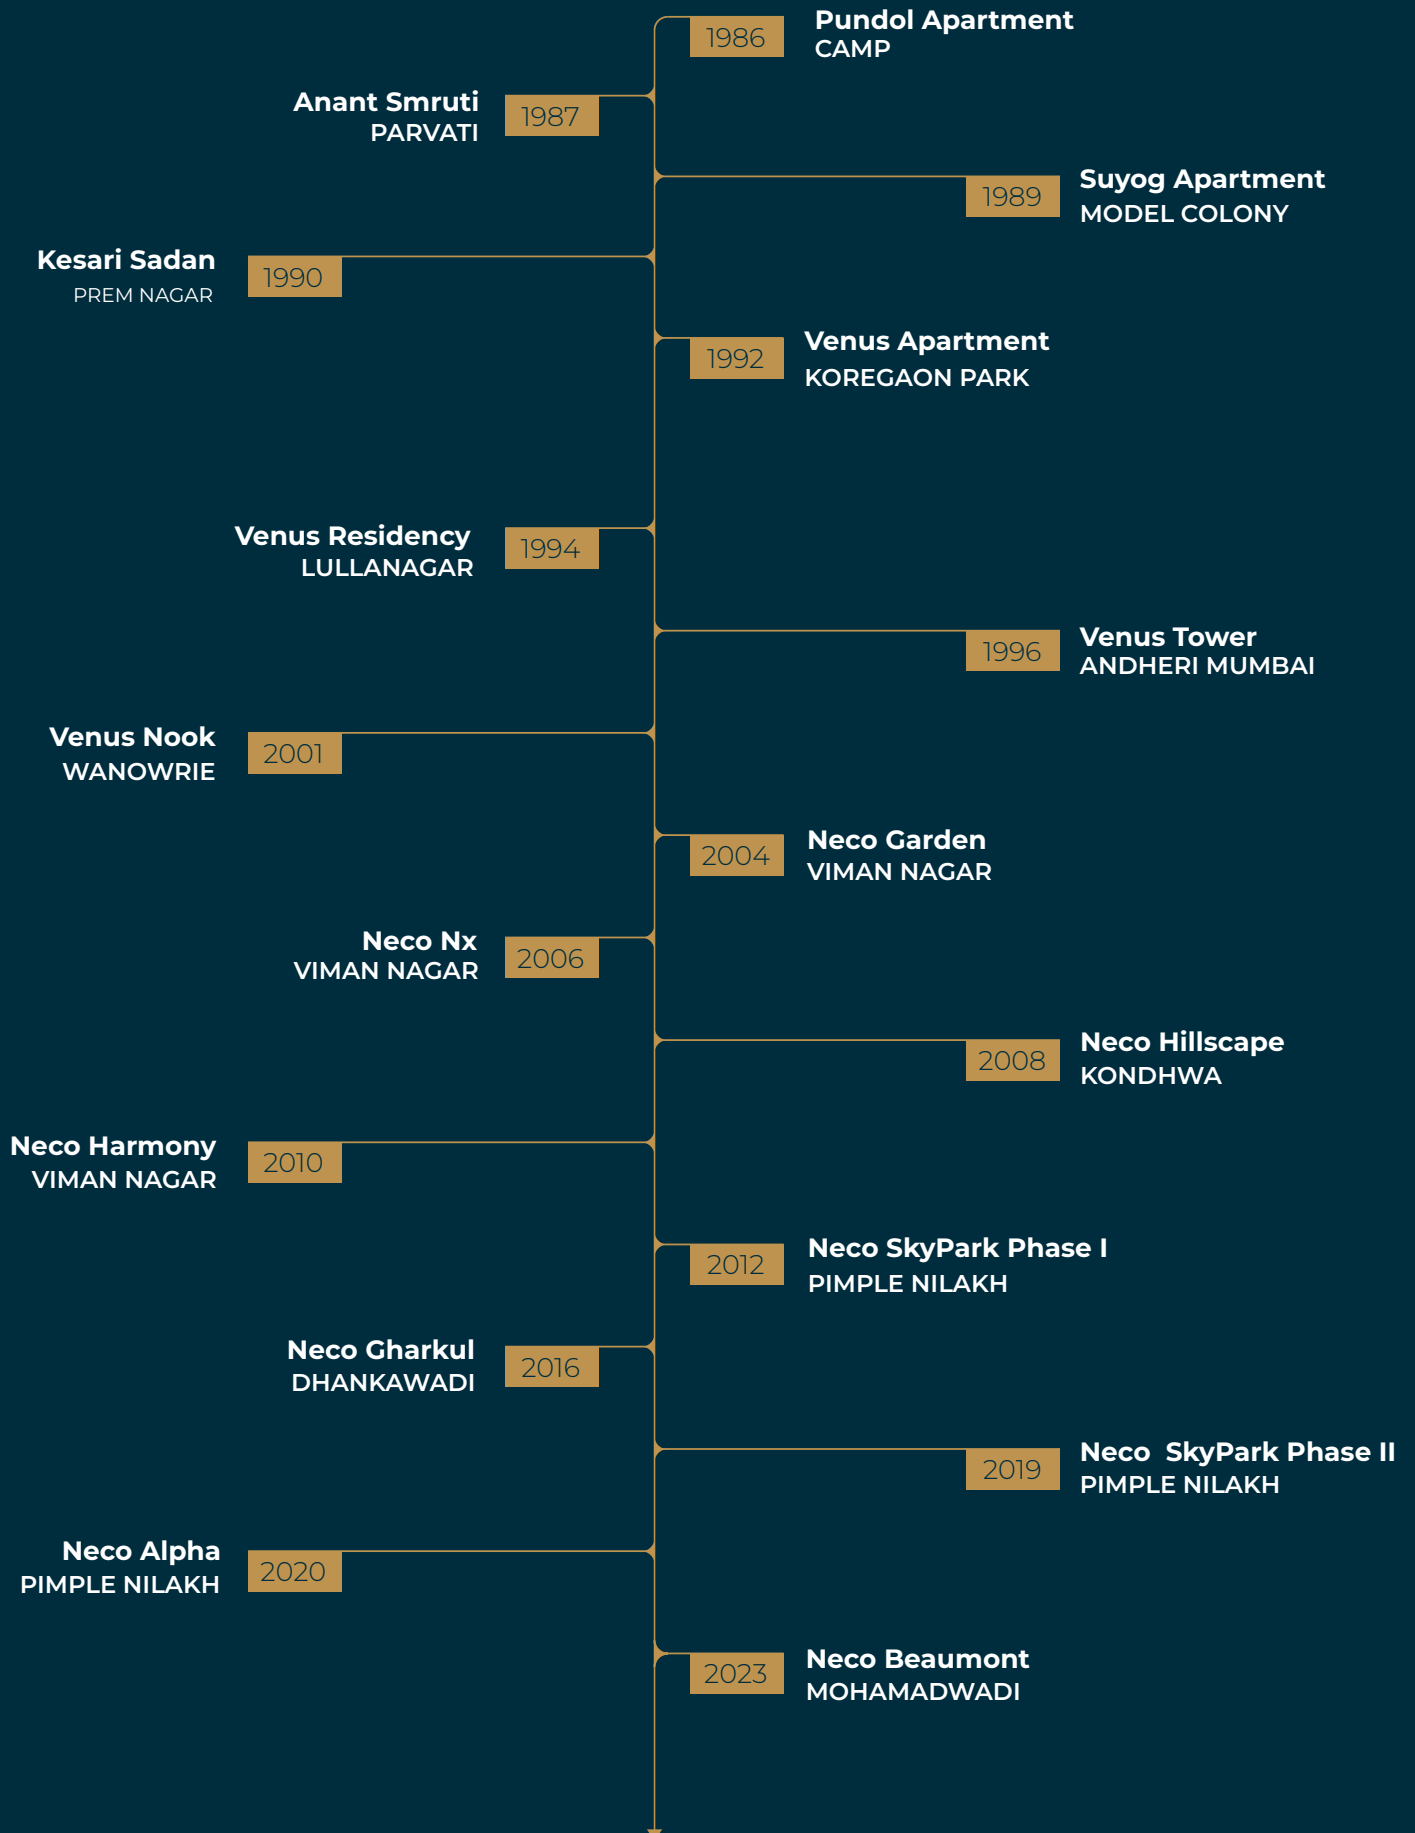 1986
Pundol Apartment
CAMP
Anant Smruti
PARVATI
1987
1989
Suyog Apartment
MODEL COLONY
Kesari Sadan
PREM NAGAR
1990
1992
Venus Apartment
KOREGAON PARK
Venus Residency
LULLANAGAR
1994
1996
Venus Tower
ANDHERI MUMBAI
Venus Nook
WANOWRIE
2001
2004
Neco Garden
VIMAN NAGAR
Neco Nx
VIMAN NAGAR
2006
2008
Neco Hillscape
KONDHWA
Neco Harmony
VIMAN NAGAR
2010
2012
Neco SkyPark Phase I
PIMPLE NILAKH
Neco Gharkul
DHANKAWADI
2016
2019
Neco SkyPark Phase II
PIMPLE NILAKH
Neco Alpha
PIMPLE NILAKH
2020
2023
Neco Beaumont
MOHAMADWADI